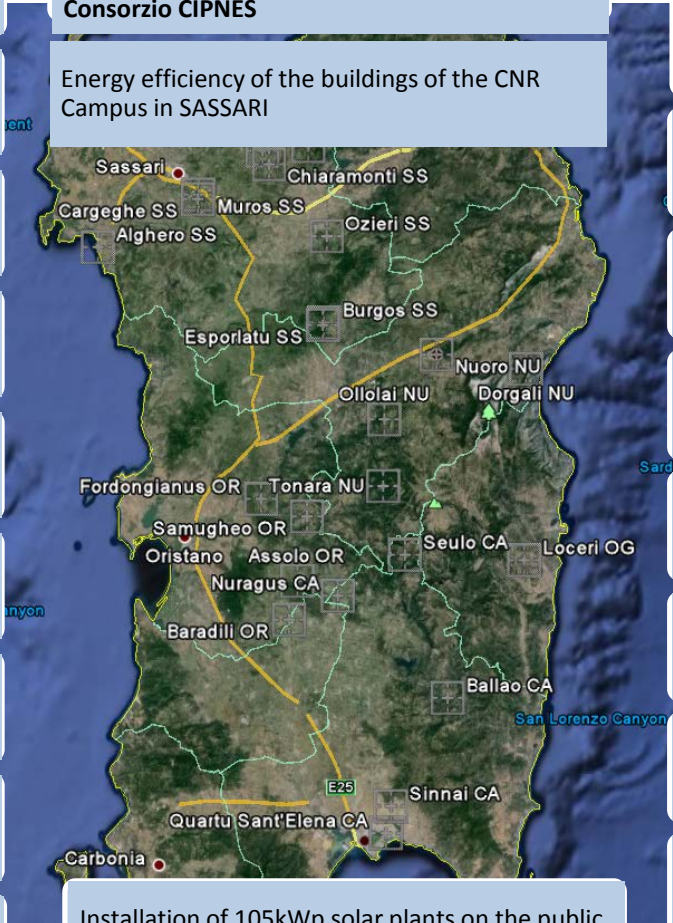 Consorzio CIPNES
Energy efficiency of the buildings of the CNR
Campus in SASSARI
ent
Sassari
Chiaramonti SS
Cargeghe SS
Muros SS
Alghero SS
Ozieri SS
Burgos SS
Esporlatu SS
Nuoro NU
Ollolai NU
Dorgali NU
Sard
Fordongianus OR
Tonara NU
Samugheo OR
Oristano
Assolo OR
Seulo CA
Loceri OG
Nuragus CA
anyon
Baradili OR
Ballao CA
San Lorenzo Canyon
E25
Sinnai CA
Quartu Sant'Elena CA
Carbonia
Installation of 105kWp solar plants on the public